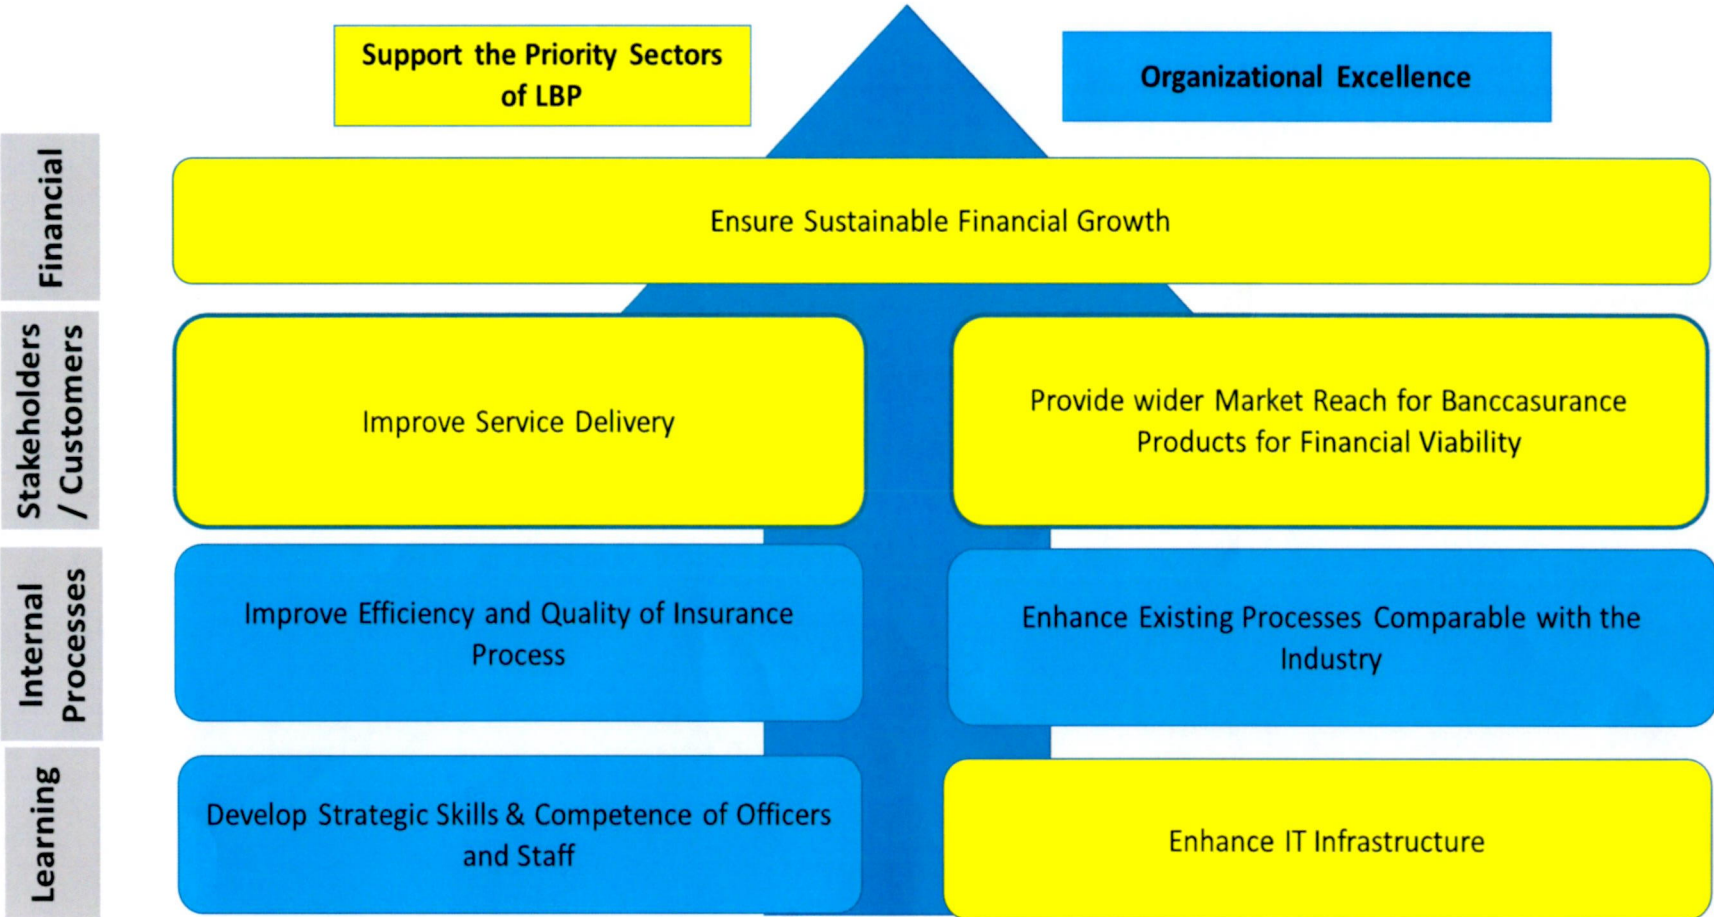 Support the Priority Sectors
of LBP
Organizational Excellence
Financial
Ensure Sustainable Financial Growth
Stakeholders
/ Customers
Improve Service Delivery
Provide wider Market Reach for Banccasurance
Products for Financial Viability
Internal
Processes
Improve Efficiency and Quality of Insurance
Process
Enhance Existing Processes Comparable with the
Industry
Learning
Develop Strategic Skills & Competence of Officers
and Staff
Enhance IT Infrastructure